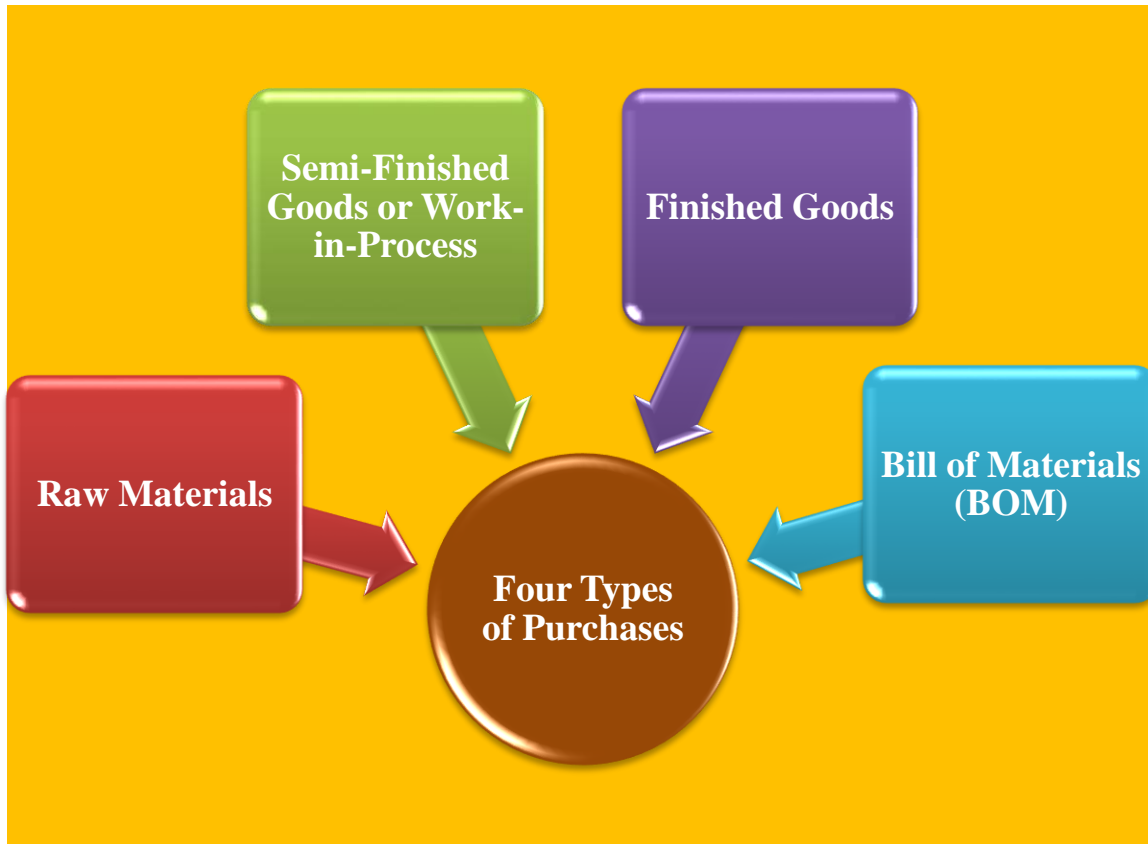 Semi-Finished
Goods or Work-
in-Process
Finished Goods
Raw Materials
Bill of Materials
(BOM)
Four Types
of Purchases